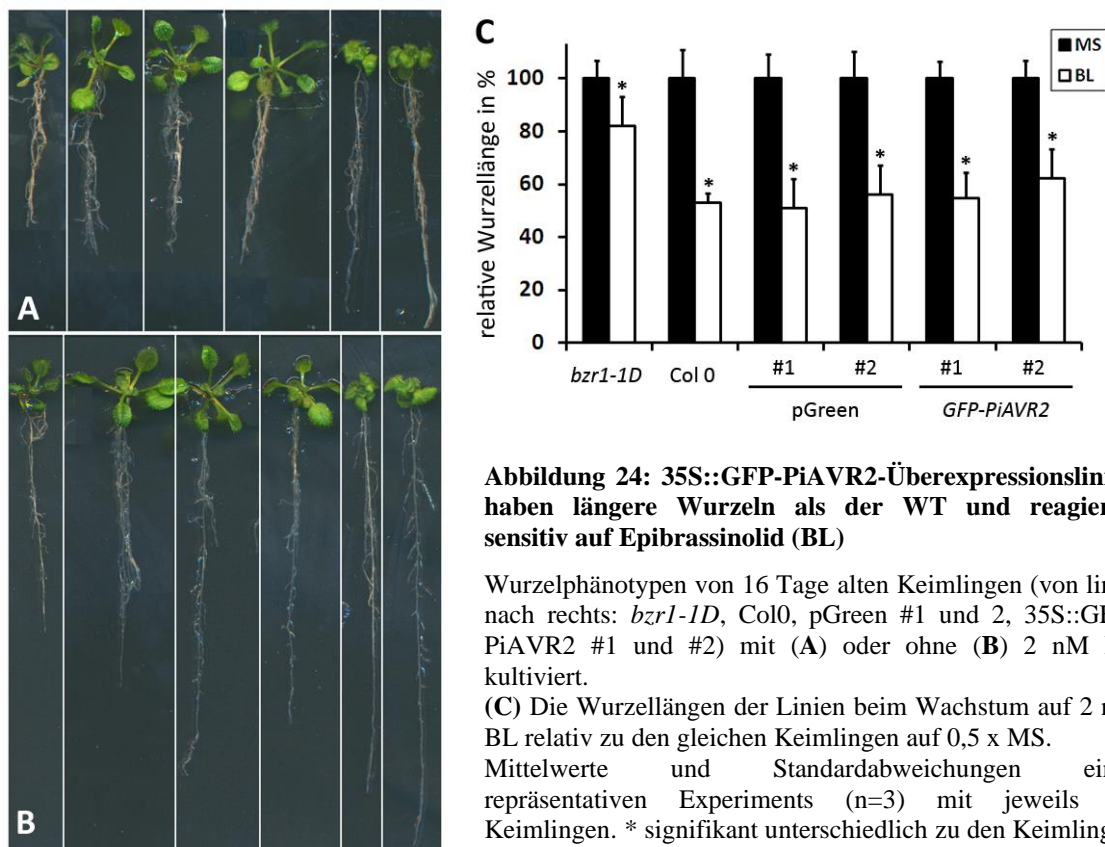 C
MS
BL
relative Wurzellänge in %
100
80
60
40
20
0
* * * * * *
bzr1-1D Col 0 #1 #2 #1 #2
pGreen GFP-PiAVR2
A
B
Abbildung 24: 35S::GFP-PiAVR2-Überexpressionslini
haben längere Wurzeln als der WT und reagier
sensitiv auf Epibrassinolid (BL)
Wurzelphänotypen von 16 Tage alten Keimlingen (von lin
nach rechts: bzr1-1D, Col0, pGreen #1 und 2, 35S::GF
PiAVR2 #1 und #2) mit (A) oder ohne (B) 2 nM
kultiviert.
(C) Die Wurzellängen der Linien beim Wachstum auf 2 n
BL relativ zu den gleichen Keimlingen auf 0,5 x MS.
Mittelwerte und Standardabweichungen ein
repräsentativen Experiments (n=3) mit jeweils
Keimlingen. * signifikant unterschiedlich zu den Keimling